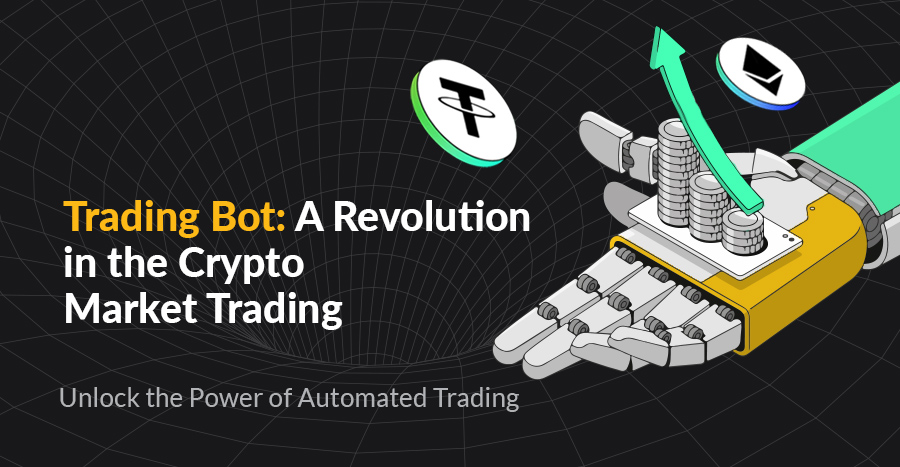 Trading Bot: A Revolution
in the Crypto
Market Trading
Unlock the Power of Automated Trading